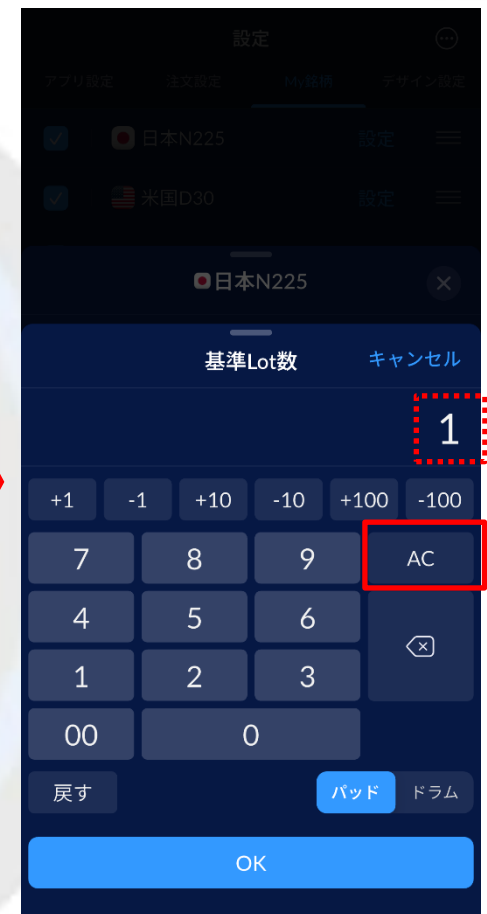 設定
アプリ設定 注文設定 My銘柄 デザイン設定
日本N225 設定
米国D30 設定
日本N225
基準Lot数 キャンセル
1
+1 -1 +10 -10 +100 -100
7 8 9 AC
4 5 6
1 2 3
00 0
戻す パッド ドラム
OK